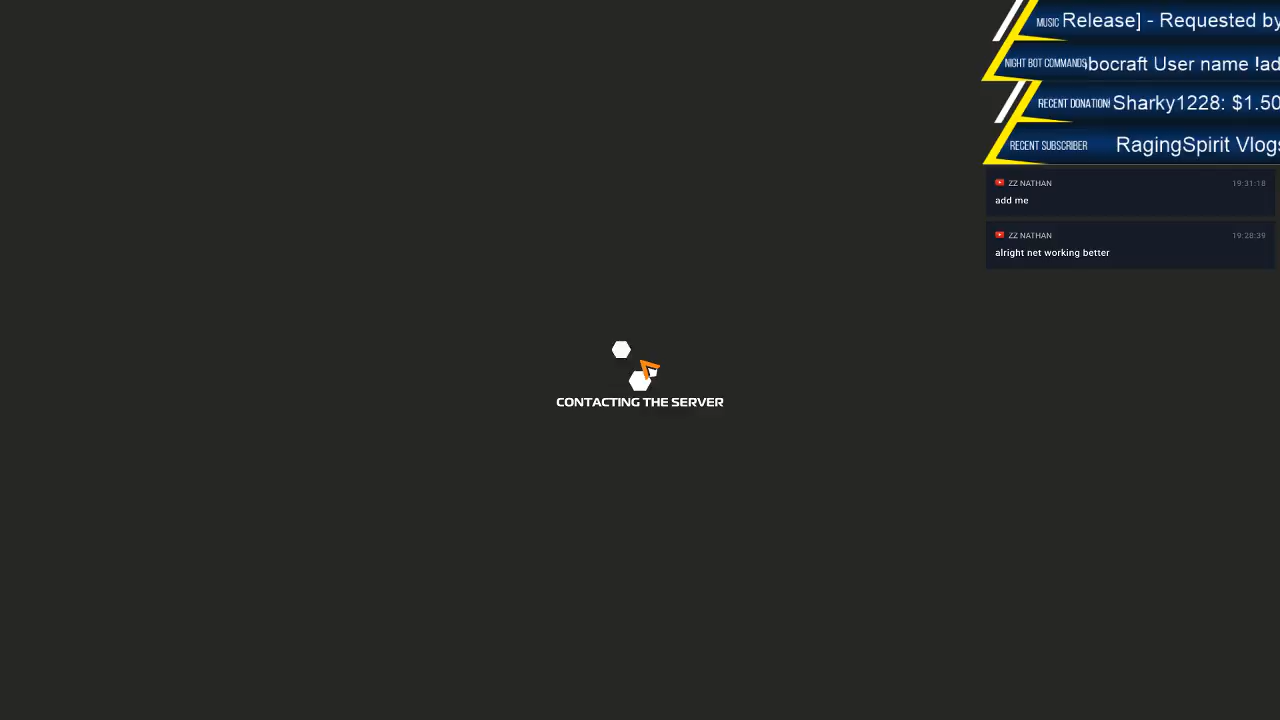 MUSIC Release] - Requested by
NIGHT BOT COMMANDS bocraft User name !ad
RECENT DONATION! Sharky1228: $1.50
RECENT SUBSCRIBER RagingSpirit Vlogs
ZZ NATHAN 19:31:18
add me
ZZ NATHAN 19:28:39
alright net working better
CONTACTING THE SERVER